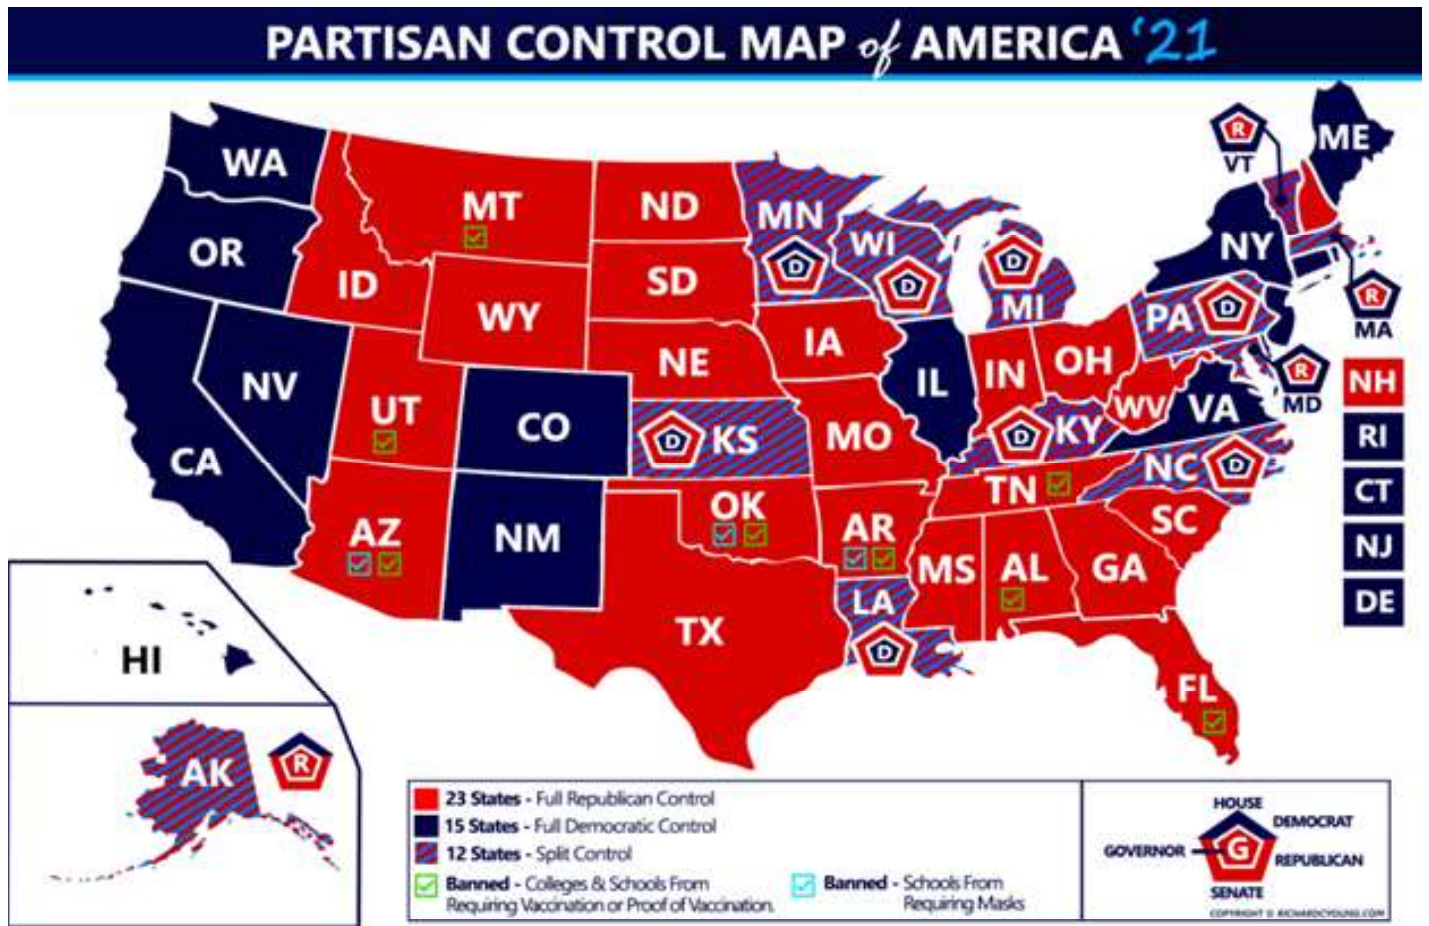 PARTISAN CONTROL MAP of AMERICA '21
WA
OR
CA
NV
ID
MT
WY
UT
AZ
CO
NM
ND
SD
NE
KS
D
OK
TX
MN
D
IA
MO
AR
LA
D
WI
D
IL
MI
D
IN
OH
KY
D
TN
MS
AL
GA
FL
SC
NC
D
VA
WV
PA
D
NY
ME
R
VT
R
MA
R
MD
NH
RI
CT
NJ
DE
HI
AK
R
23 States - Full Republican Control
15 States - Full Democratic Control
12 States - Split Control
Banned - Colleges & Schools From
Requiring Vaccination or Proof of Vaccination.
Banned - Schools From
Requiring Masks
HOUSE
DEMOCRAT
GOVERNOR
G
REPUBLICAN
SENATE
COPYRIGHT © RICHARDCYOUNG.COM